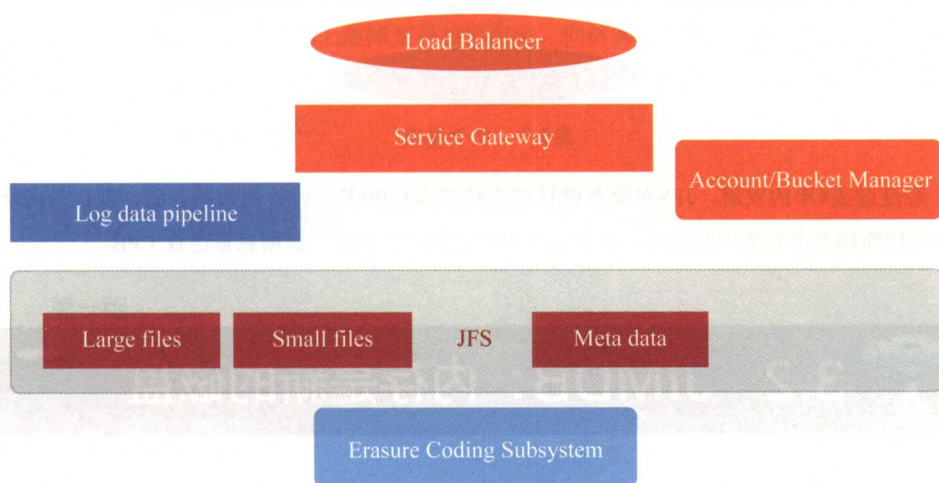 Load Balancer
Service Gateway
Account/Bucket Manager
Log data pipeline
Large files
Small files
JFS
Meta data
Erasure Coding Subsystem